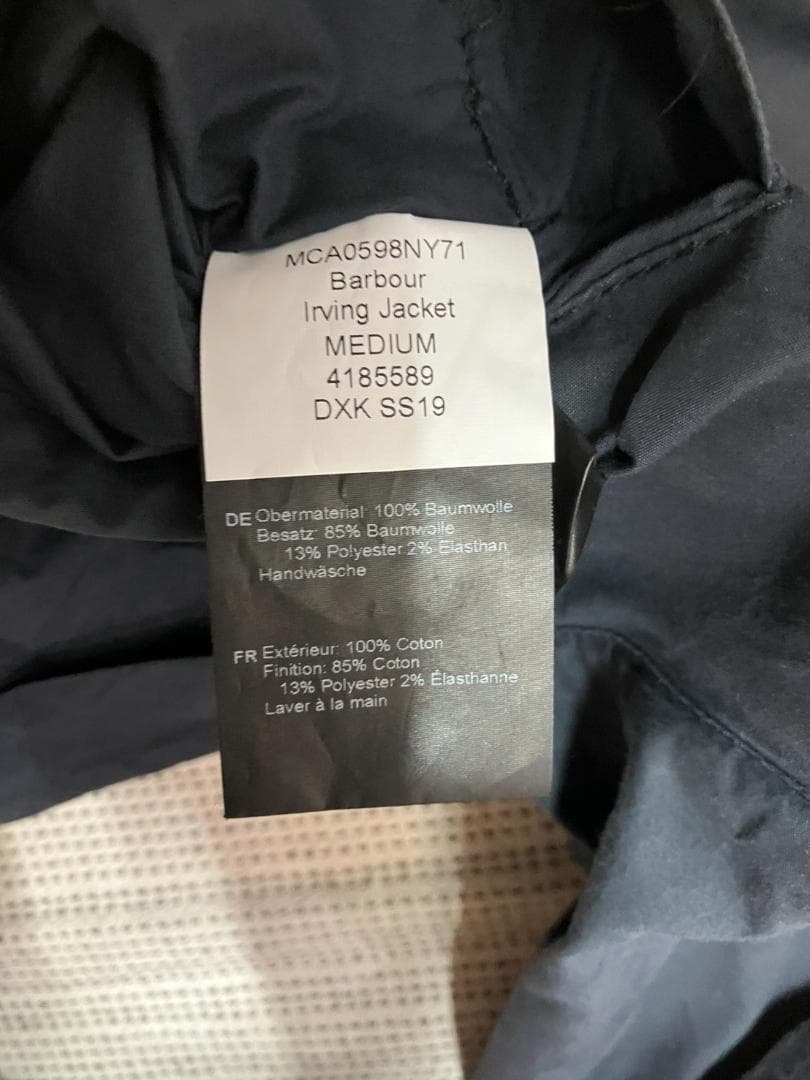 MCA0598NY71
Barbour
Irving Jacket
MEDIUM
4185589
DXK SS19
DE Obermaterial: 100% Baumwolle
Besatz: 85% Baumwolle
13% Polyester 2% Elasthan
Handwäsche
FR Extérieur: 100% Coton
Finition: 85% Coton
13% Polyester 2% Élasthanne
Laver à la main